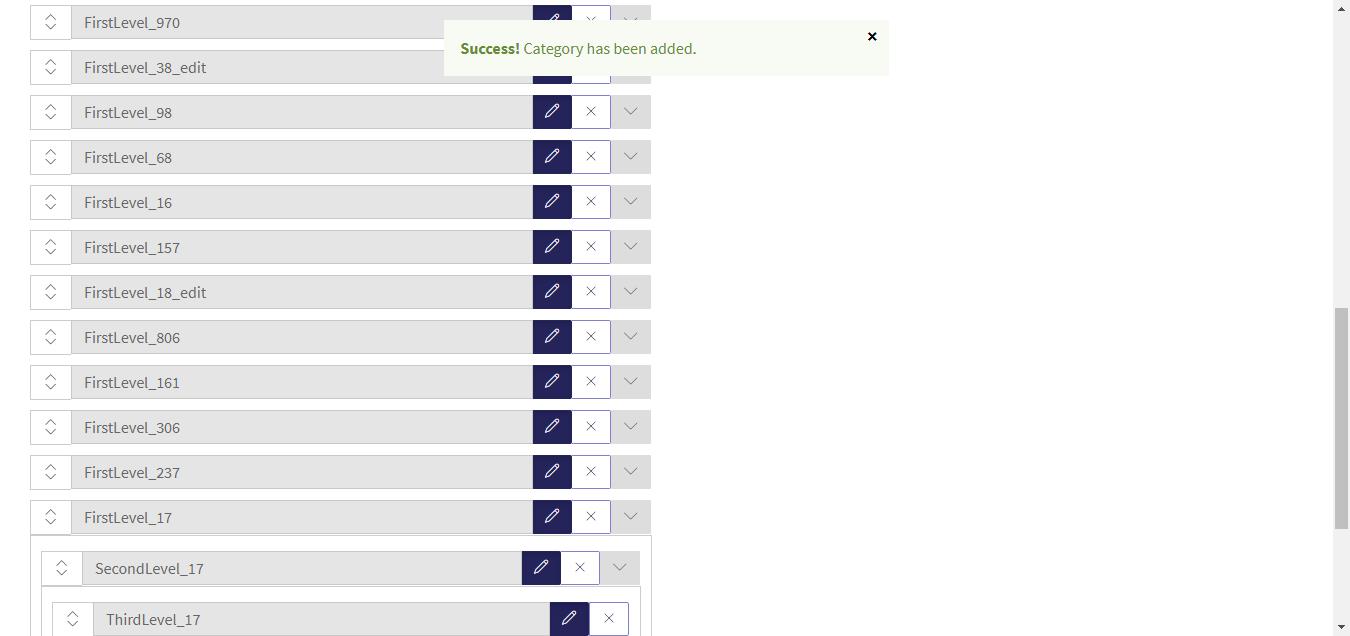 FirstLevel_970
Success! Category has been added.
FirstLevel_38_edit
FirstLevel_98
FirstLevel_68
FirstLevel_16
FirstLevel_157
FirstLevel_18_edit
FirstLevel_806
FirstLevel_161
FirstLevel_306
FirstLevel_237
FirstLevel_17
SecondLevel_17
ThirdLevel_17